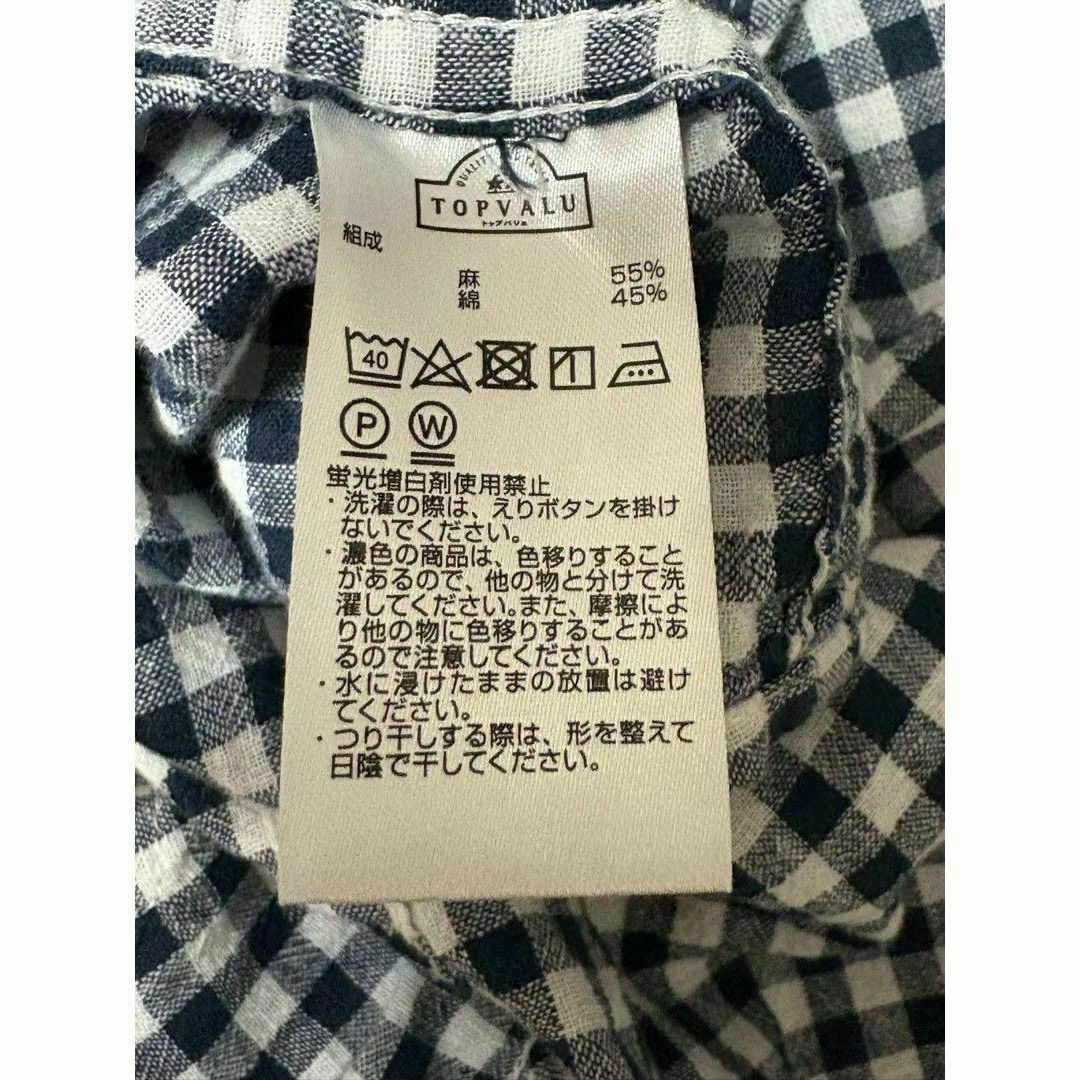 QUALITY
TOPVALU
トップバリュ
組成
麻 55%
綿 45%
40
P W
蛍光増白剤使用禁止
・洗濯の際は、えりボタンを掛け
ないでください。
・濃色の商品は、色移りすること
があるので、他の物と分けて洗
濯してください。また、摩擦によ
り他の物に色移りすることがあ
るので注意してください。
・水に浸けたままの放置は避け
てください。
・つり干しする際は、形を整えて
日陰で干してください。